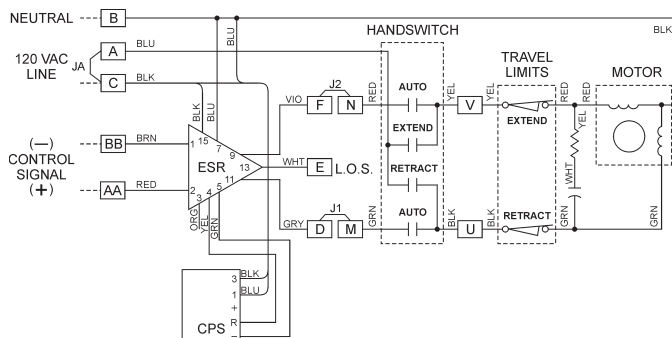 NEUTRAL B
BLK
HANDSWITCH
A BLU
BLU
120 VAC
LINE
JA
TRAVEL
LIMITS
MOTOR
C BLK
J2
RED
AUTO
YEL
YEL
RED
RED
BLK
BLU
VIO
F N
V
EXTEND
YEL
(—)
CONTROL
SIGNAL
(+)
BB BRN
1 15 7
9
EXTEND
ESR
13
WHT
E L.O.S.
RETRACT
WHT
AA RED
2
3 4 5
11
J1
GRN
AUTO
BLK
BLK
RETRACT
GRN
GRN
ORG
YEL
GRN
GRY
D M
U
3 BLK
1 BLU
+
CPS
R
−